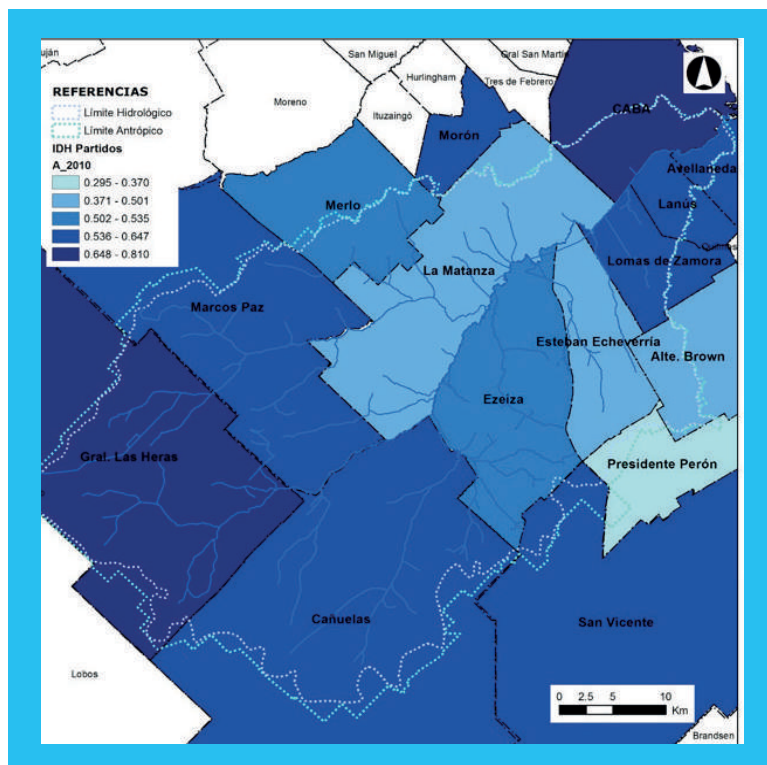 San Miguel
Gral San Martín
Hurlingham
Tres de Febrero
Moreno
Ituzaingó
REFERENCIAS
Límite Hidrológico
Límite Antrópico
IDH Partidos
A_2010
0.295 - 0.370
0.371 - 0.501
0.502 - 0.535
0.536 - 0.647
0.648 - 0.810
CABA
Morón
Avellaneda
Merlo
Lanús
Lomas de Zamora
La Matanza
Marcos Paz
Esteban Echeverría
Alte. Brown
Ezeiza
Gral. Las Heras
Presidente Perón
Cañuelas
San Vicente
Lobos
0 2.5 5 10
Km
Brandsen